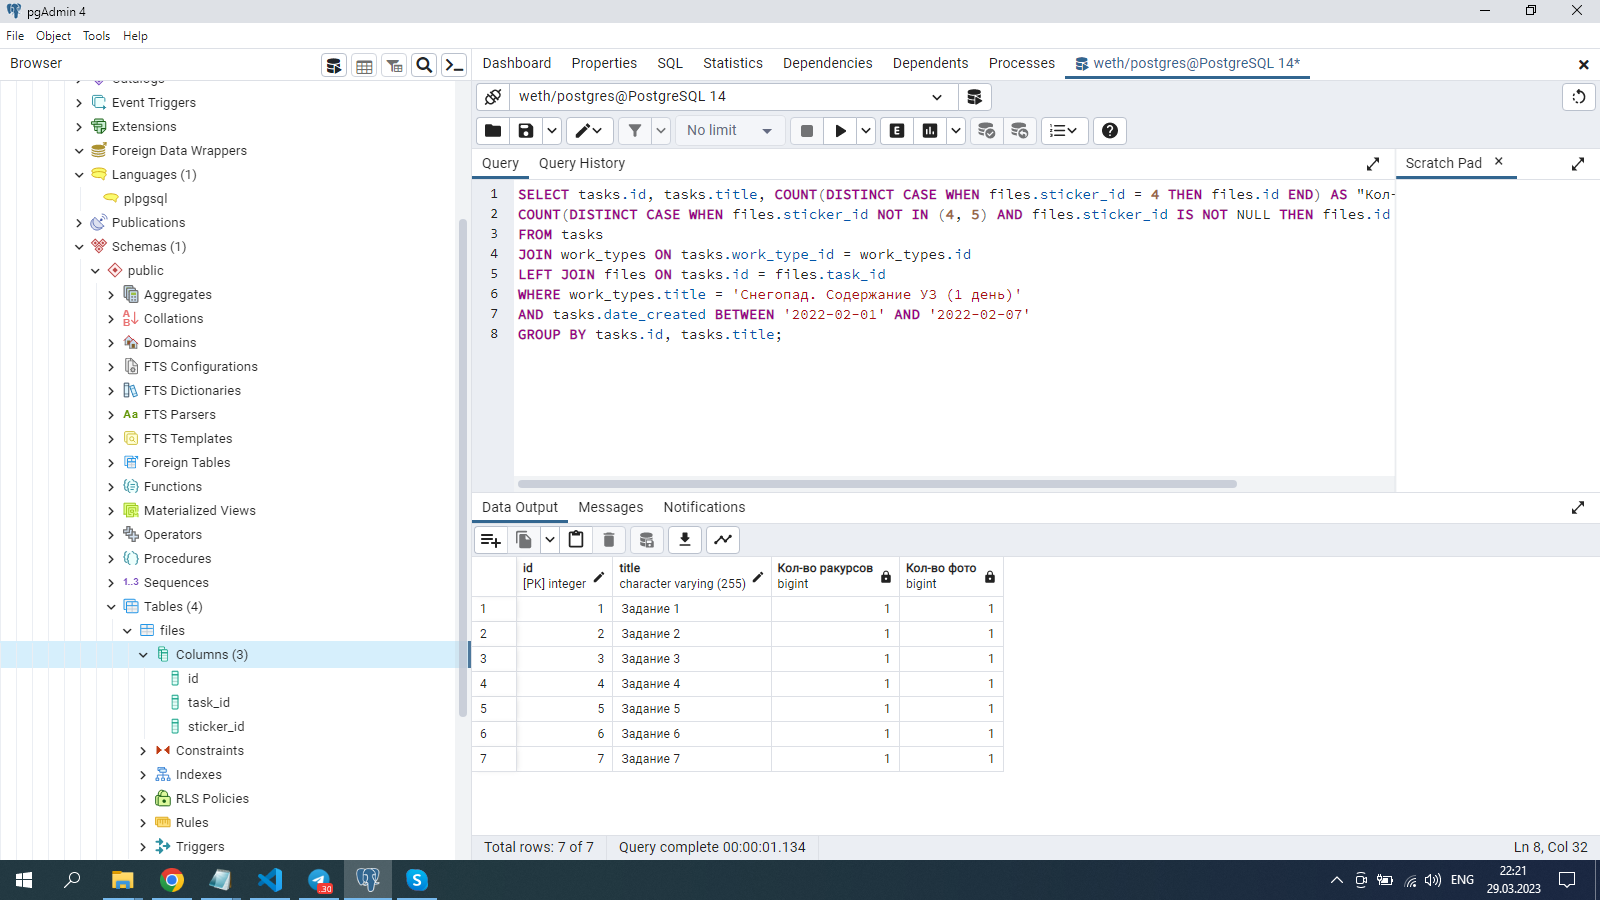 pgAdmin 4
File Object Tools Help
Browser
Dashboard Properties SQL Statistics Dependencies Dependents Processes weth/postgres@PostgreSQL 14*
weth/postgres@PostgreSQL 14
No limit
E
Query Query History
Scratch Pad
1 SELECT tasks.id, tasks.title, COUNT(DISTINCT CASE WHEN files.sticker_id = 4 THEN files.id END) AS "Кол-
2 COUNT(DISTINCT CASE WHEN files.sticker_id NOT IN (4, 5) AND files.sticker_id IS NOT NULL THEN files.id
3 FROM tasks
4 JOIN work_types ON tasks.work_type_id = work_types.id
5 LEFT JOIN files ON tasks.id = files.task_id
6 WHERE work_types.title = 'Снегопад. Содержание УЗ (1 день)'
7 AND tasks.date_created BETWEEN '2022-02-01' AND '2022-02-07'
8 GROUP BY tasks.id, tasks.title;
Catalogs
Event Triggers
Extensions
Foreign Data Wrappers
Languages (1)
plpgsql
Publications
Schemas (1)
public
Aggregates
Collations
Domains
FTS Configurations
FTS Dictionaries
Aa FTS Parsers
FTS Templates
Foreign Tables
Functions
Materialized Views
Operators
Procedures
1..3 Sequences
Tables (4)
files
Columns (3)
id
task_id
sticker_id
Constraints
Indexes
RLS Policies
Rules
Triggers
Data Output Messages Notifications
id title Кол-во ракурсов Кол-во фото
[PK] integer character varying (255) bigint bigint
1 1 Задание 1 1 1
2 2 Задание 2 1 1
3 3 Задание 3 1 1
4 4 Задание 4 1 1
5 5 Задание 5 1 1
6 6 Задание 6 1 1
7 7 Задание 7 1 1
Total rows: 7 of 7 Query complete 00:00:01.134 Ln 8, Col 32
30
ENG
22:21
29.03.2023